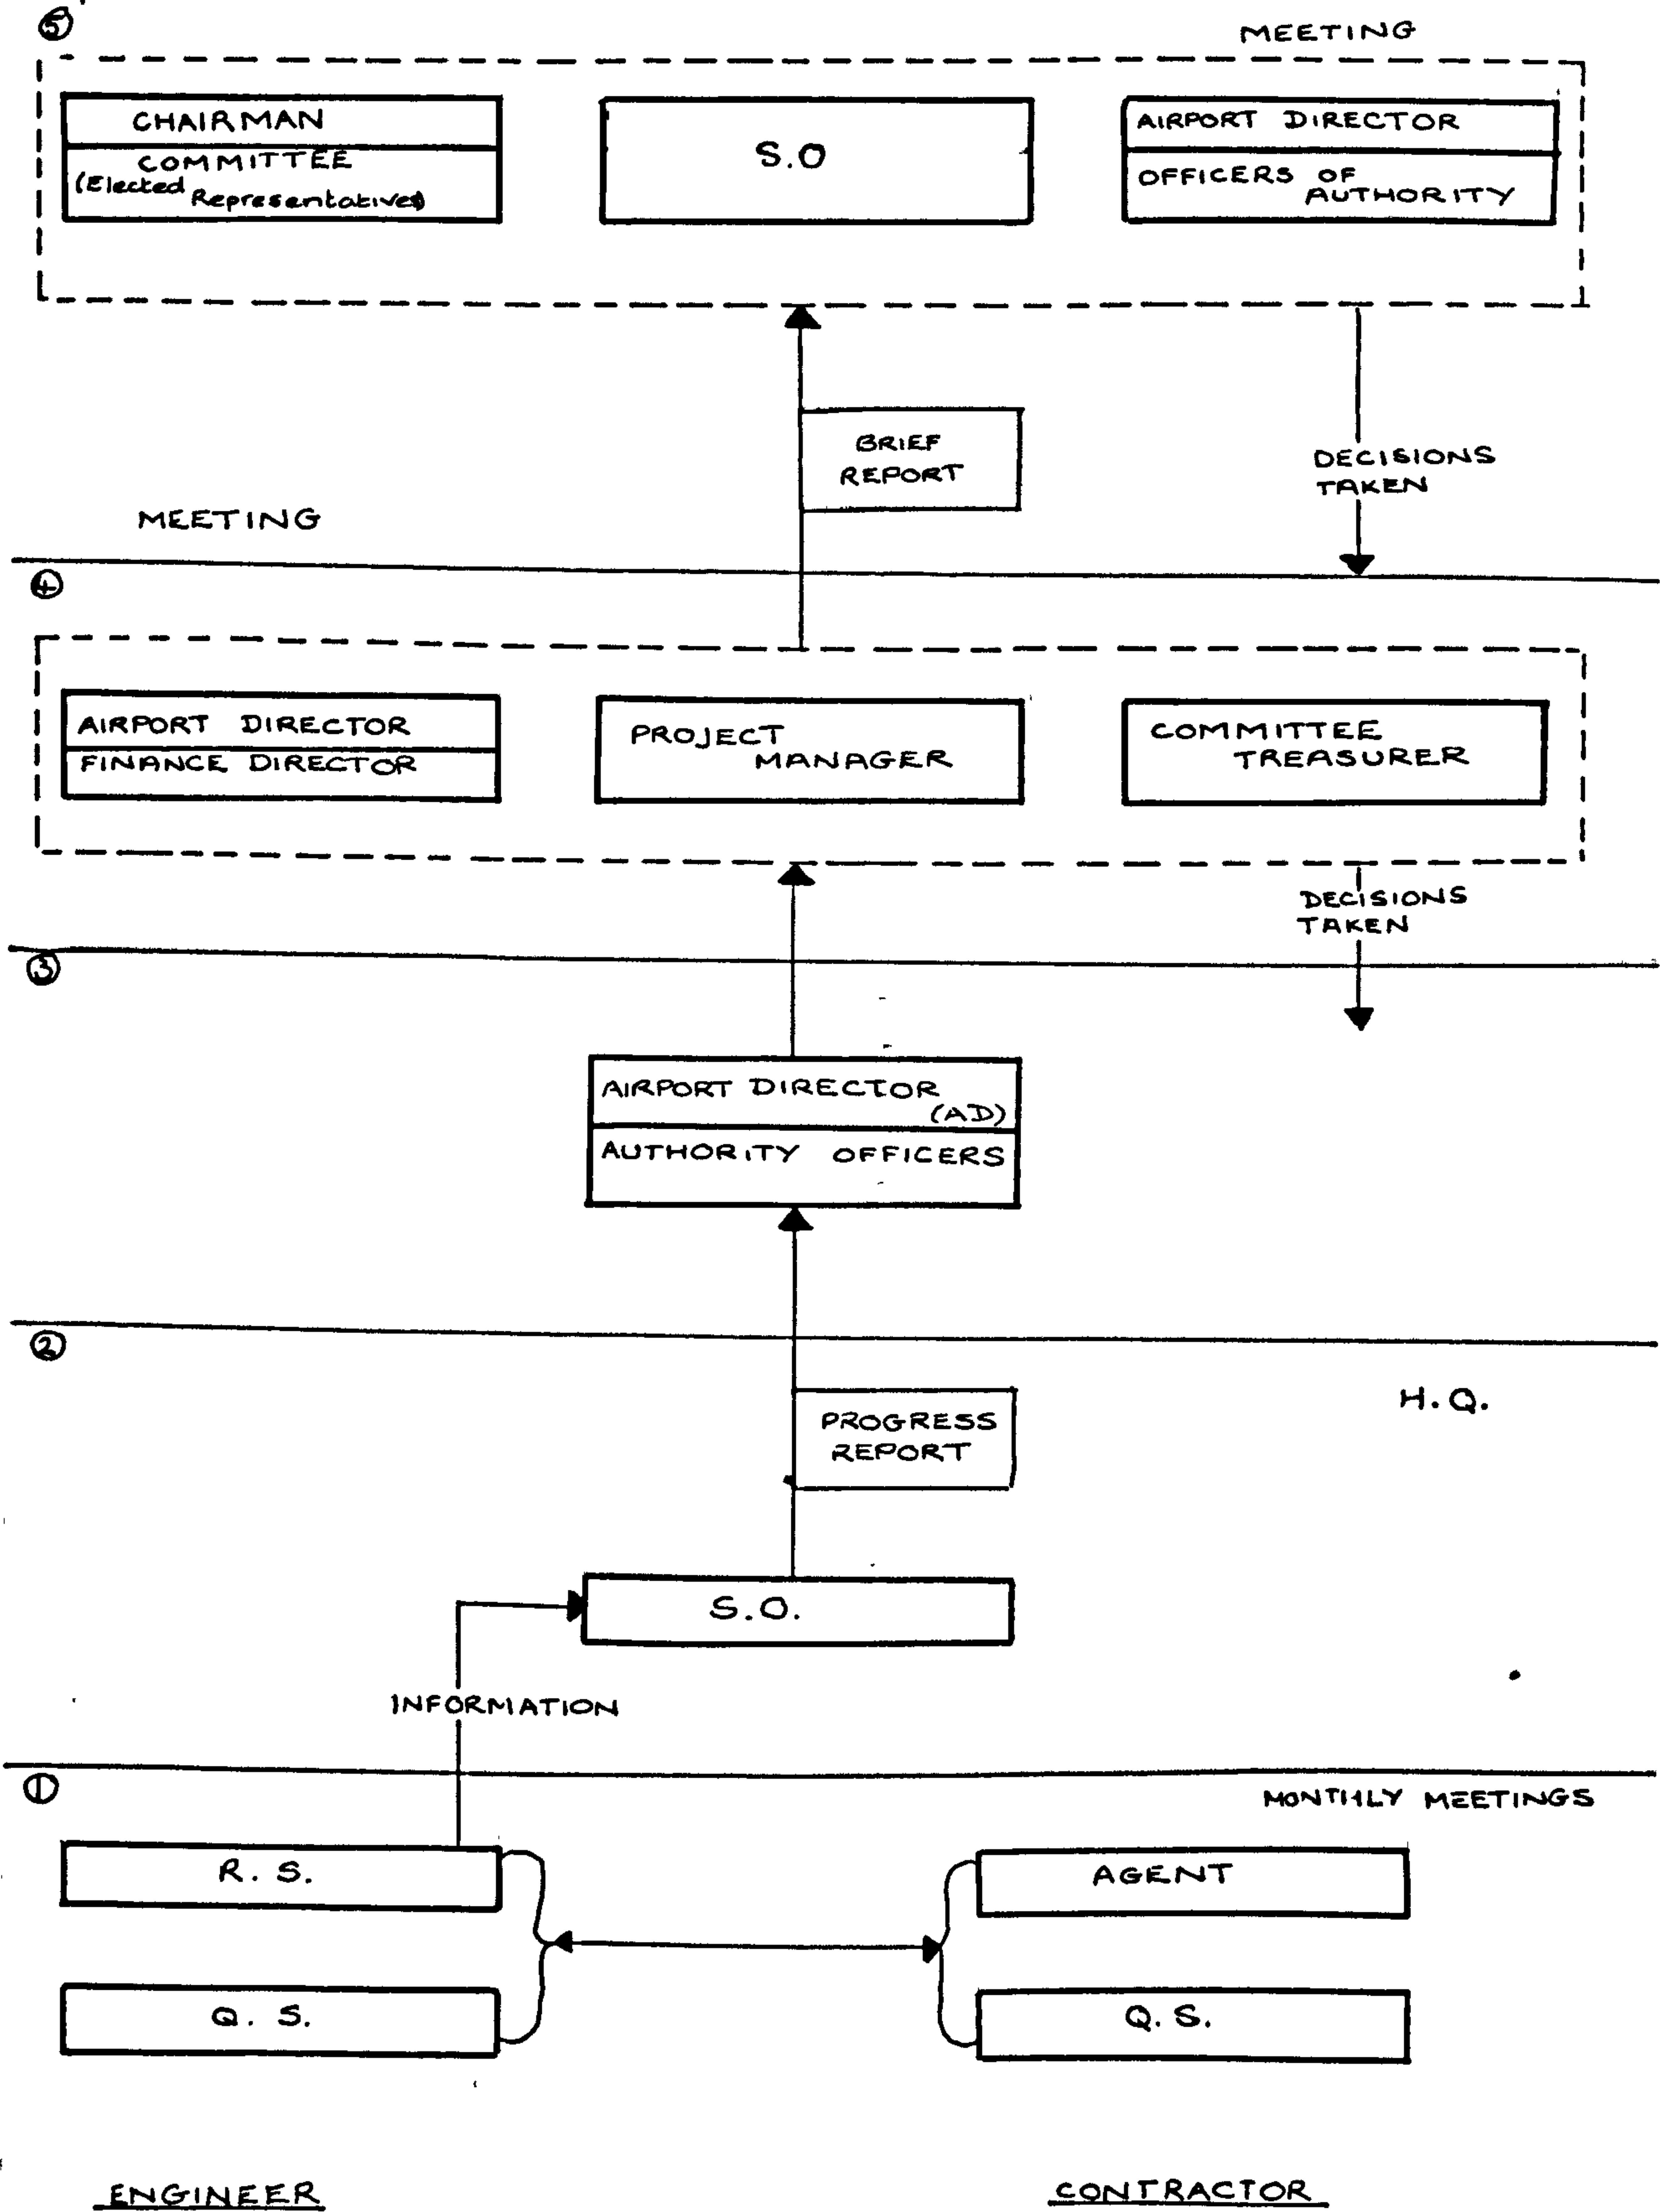 ⑤
MEETING
CHAIRMAN
COMMITTEE
(Elected
Representatives)
S.O
AIRPORT DIRECTOR
OFFICERS OF
AUTHORITY
BRIEF
REPORT
DECISIONS
TAKEN
MEETING
④
AIRPORT DIRECTOR
FINANCE DIRECTOR
PROJECT
MANAGER
COMMITTEE
TREASURER
DECISIONS
TAKEN
③
AIRPORT DIRECTOR
(AD)
AUTHORITY OFFICERS
②
H.Q.
PROGRESS
REPORT
S.O.
INFORMATION
①
MONTHLY MEETINGS
R.S.
AGENT
Q.S.
Q.S.
ENGINEER
CONTRACTOR